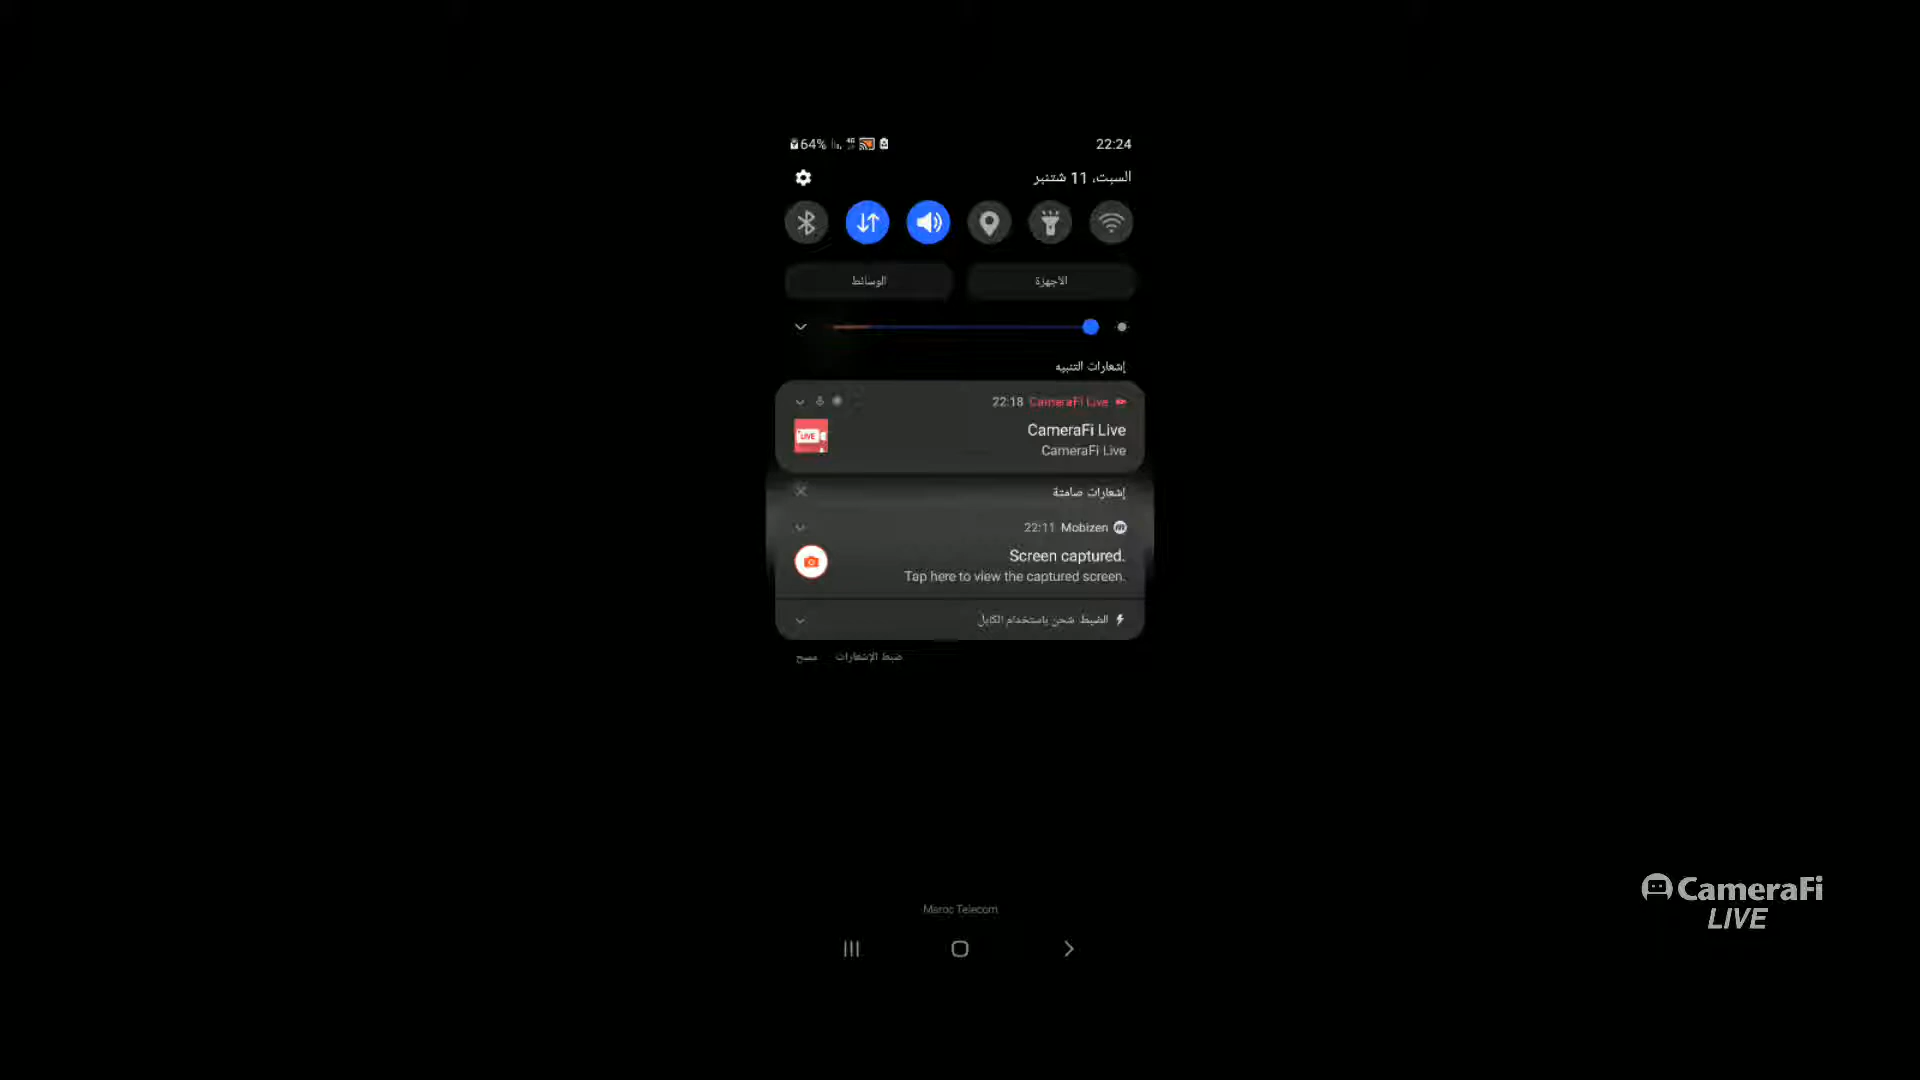 64% 4G 22:24
السبت، 11 شتنبر
الأجهزة
الوسائط
إشعارات التنبيه
22:18 CameraFi Live
LIVE
CameraFi Live
CameraFi Live
إشعارات صامتة
22:11 Mobizen
Screen captured.
Tap here to view the captured screen.
الضبط شحن باستخدام الكابل
ضبط الإشعارات
مسح
CameraFi
LIVE
Maroc Telecom